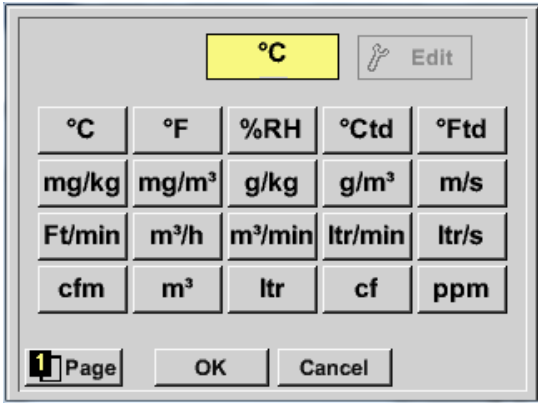 °C Edit
°C °F %RH °Ctd °Ftd
mg/kg mg/m³ g/kg g/m³ m/s
Ft/min m³/h m³/min ltr/min ltr/s
cfm m³ ltr cf ppm
1 Page OK Cancel